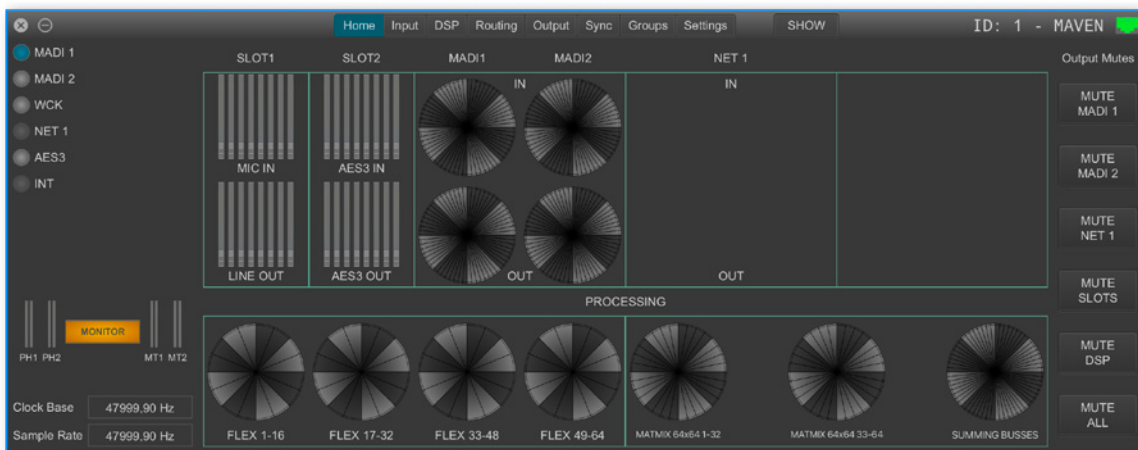 Home Input DSP Routing Output Sync Groups Settings SHOW ID: 1 - MAVEN
MADI 1
MADI 2
WCK
NET 1
AES3
INT
SLOT1 SLOT2 MADI1 MADI2 NET 1
IN IN
MIC IN AES3 IN
LINE OUT AES3 OUT OUT OUT
PROCESSING
MONITOR
PH1 PH2 MT1 MT2
Clock Base 47999,90 Hz
Sample Rate 47999,90 Hz
FLEX 1-16 FLEX 17-32 FLEX 33-48 FLEX 49-64 MATMIX 64x64 1-32 MATMIX 64x64 33-64 SUMMING BUSSES
Output Mutes
MUTE
MADI 1
MUTE
MADI 2
MUTE
NET 1
MUTE
SLOTS
MUTE
DSP
MUTE
ALL